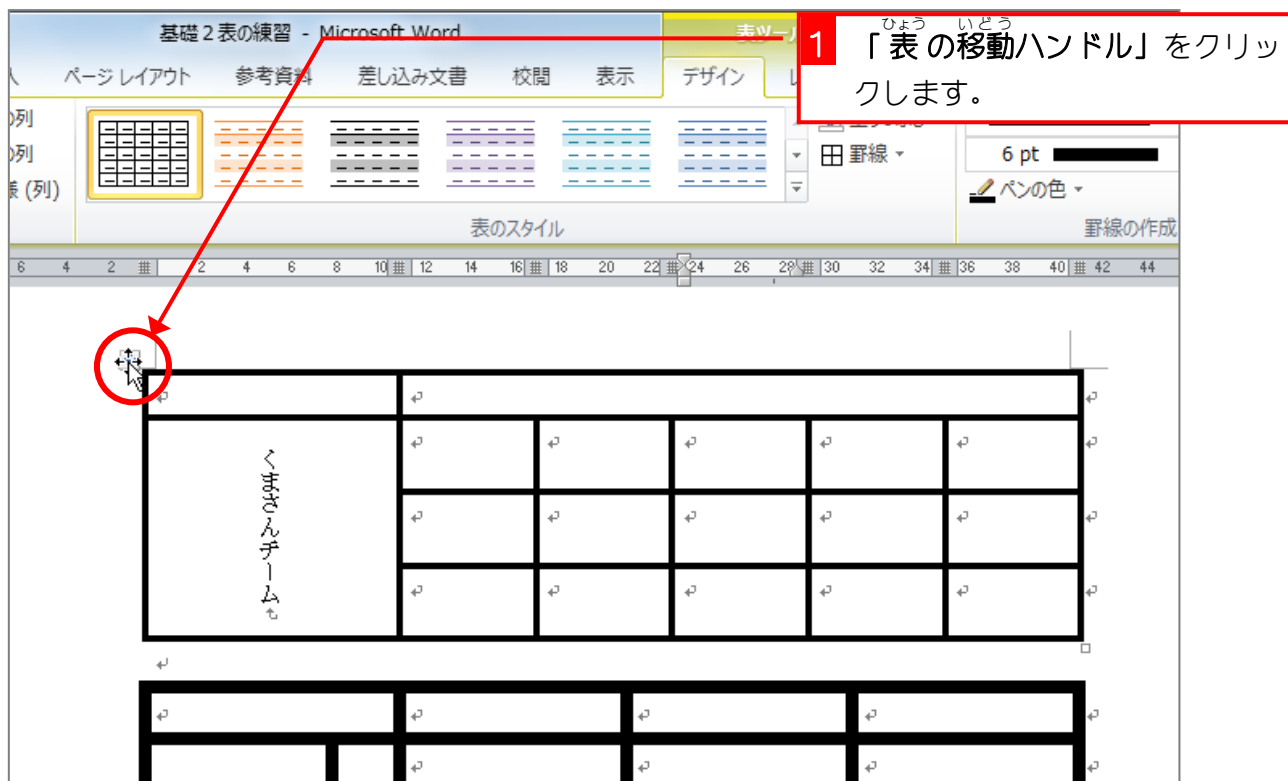 基礎2表の練習 - Microsoft Word
1
ひょう いどう
「表の移動ハンドル」をクリッ
クします。
ページ レイアウト 参考資料 差し込み文書 校閲 表示 デザイン
の列
の列
(列)
罫線
6 pt
ペンの色
表のスタイル
罫線の作成
6 4 2 2 4 6 8 10 12 14 16 18 20 22 24 26 28 30 32 34 36 38 40 42 44
くまさんチーム